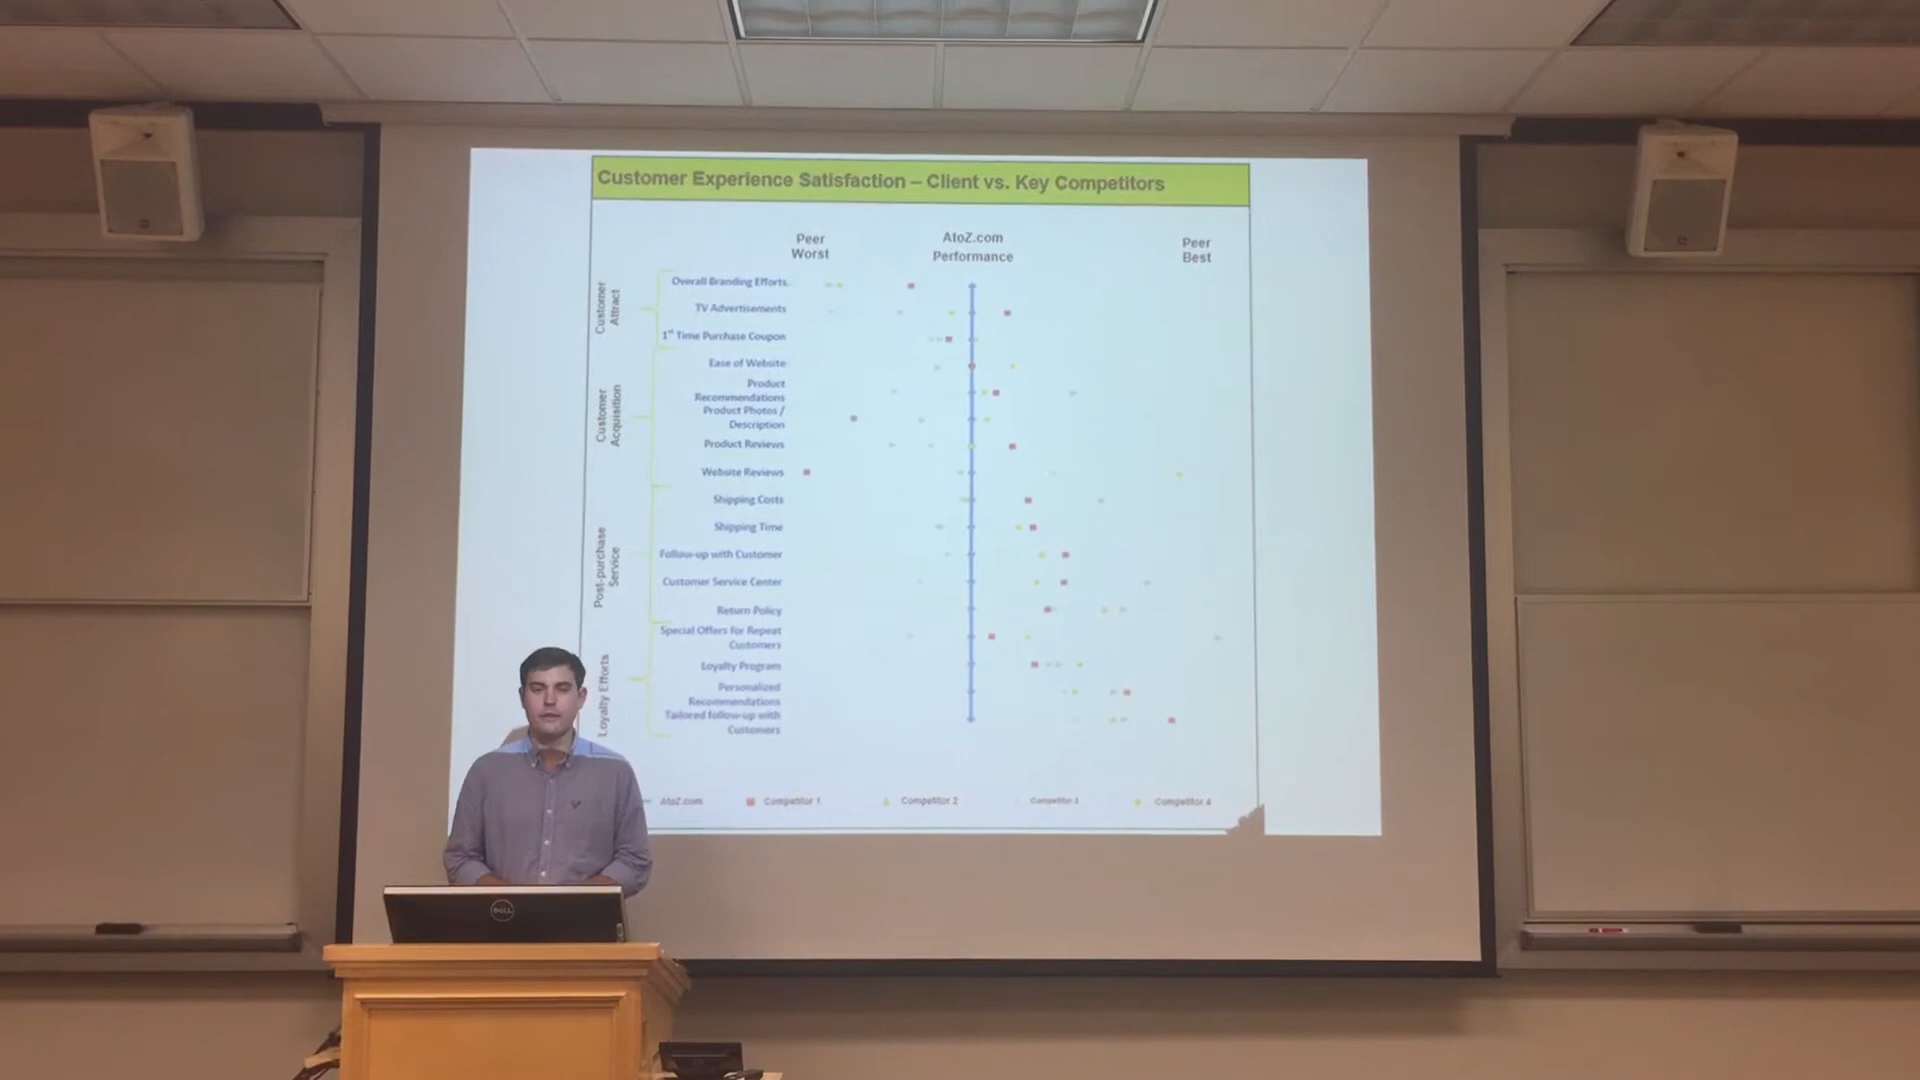 Customer Experience Satisfaction – Client vs. Key Competitors
Peer
Worst
AtoZ.com
Performance
Peer
Best
Customer
Attract
Overall Branding Efforts
TV Advertisements
1st Time Purchase Coupon
Customer
Acquisition
Ease of Website
Product
Recommendations
Product Photos /
Description
Product Reviews
Website Reviews
Post-purchase
Service
Shipping Costs
Shipping Time
Follow-up with Customer
Customer Service Center
Return Policy
Loyalty Efforts
Special Offers for Repeat
Customers
Loyalty Program
Personalized
Recommendations
Tailored follow-up with
Customers
AtoZ.com
Competitor 1
Competitor 2
Competitor 3
Competitor 4
DELL